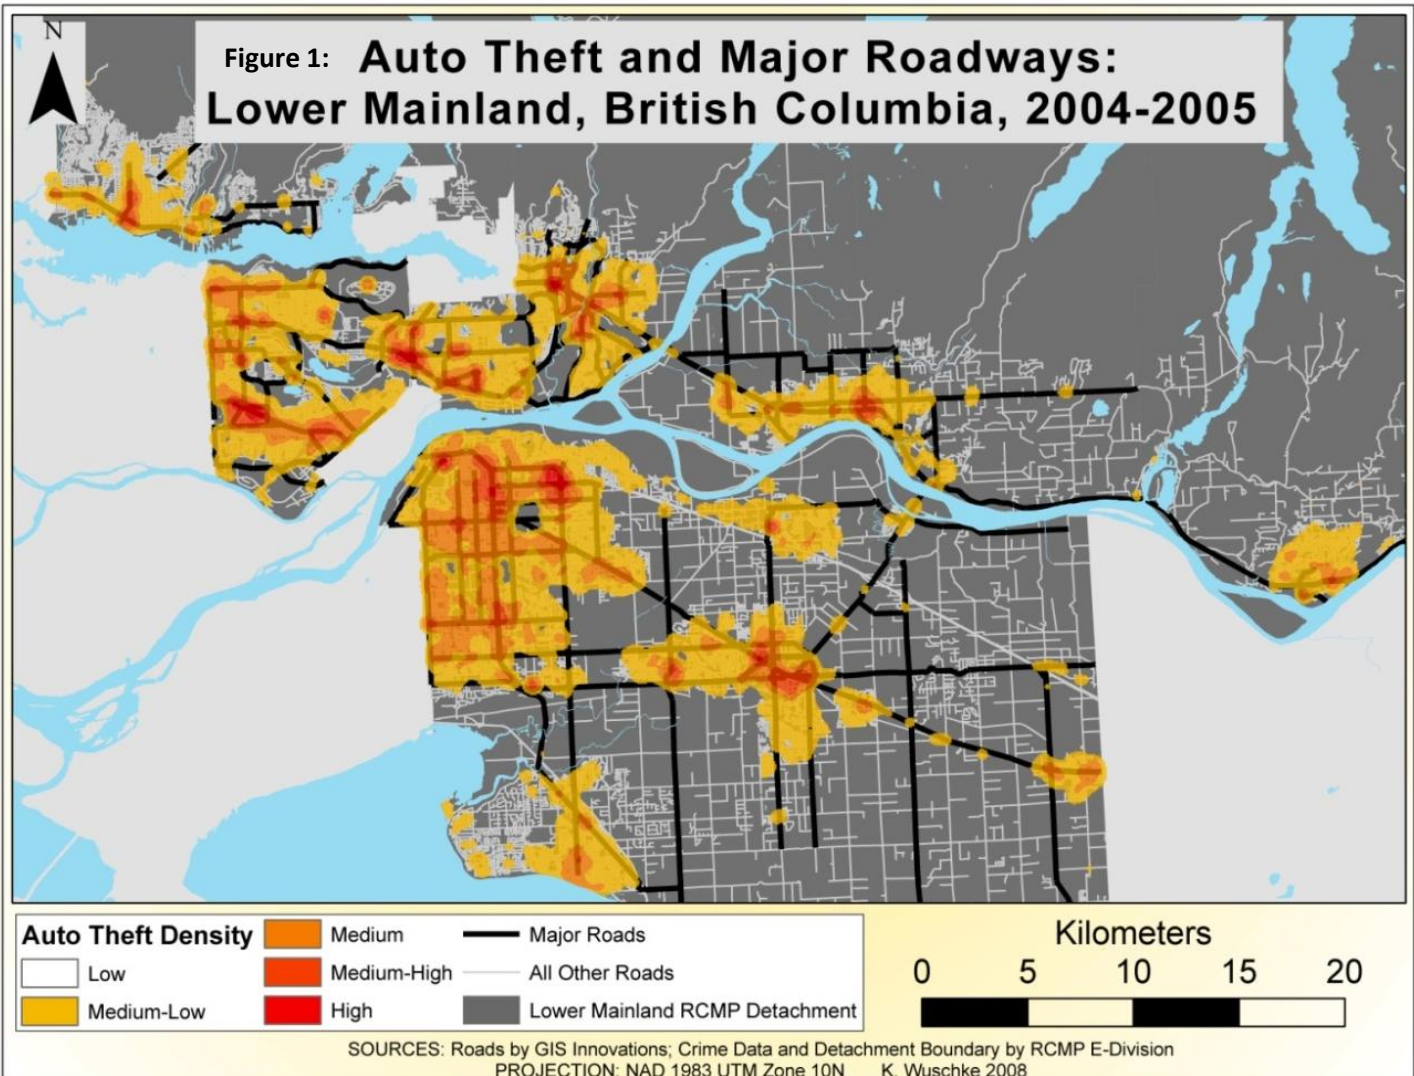 N
Figure 1: Auto Theft and Major Roadways:
Lower Mainland, British Columbia, 2004-2005
Auto Theft Density
Low
Medium-Low
Medium
Medium-High
High
Major Roads
All Other Roads
Lower Mainland RCMP Detachment
Kilometers
0 5 10 15 20
SOURCES: Roads by GIS Innovations; Crime Data and Detachment Boundary by RCMP E-Division
PROJECTION: NAD 1983 UTM Zone 10N K. Wuschke 2008